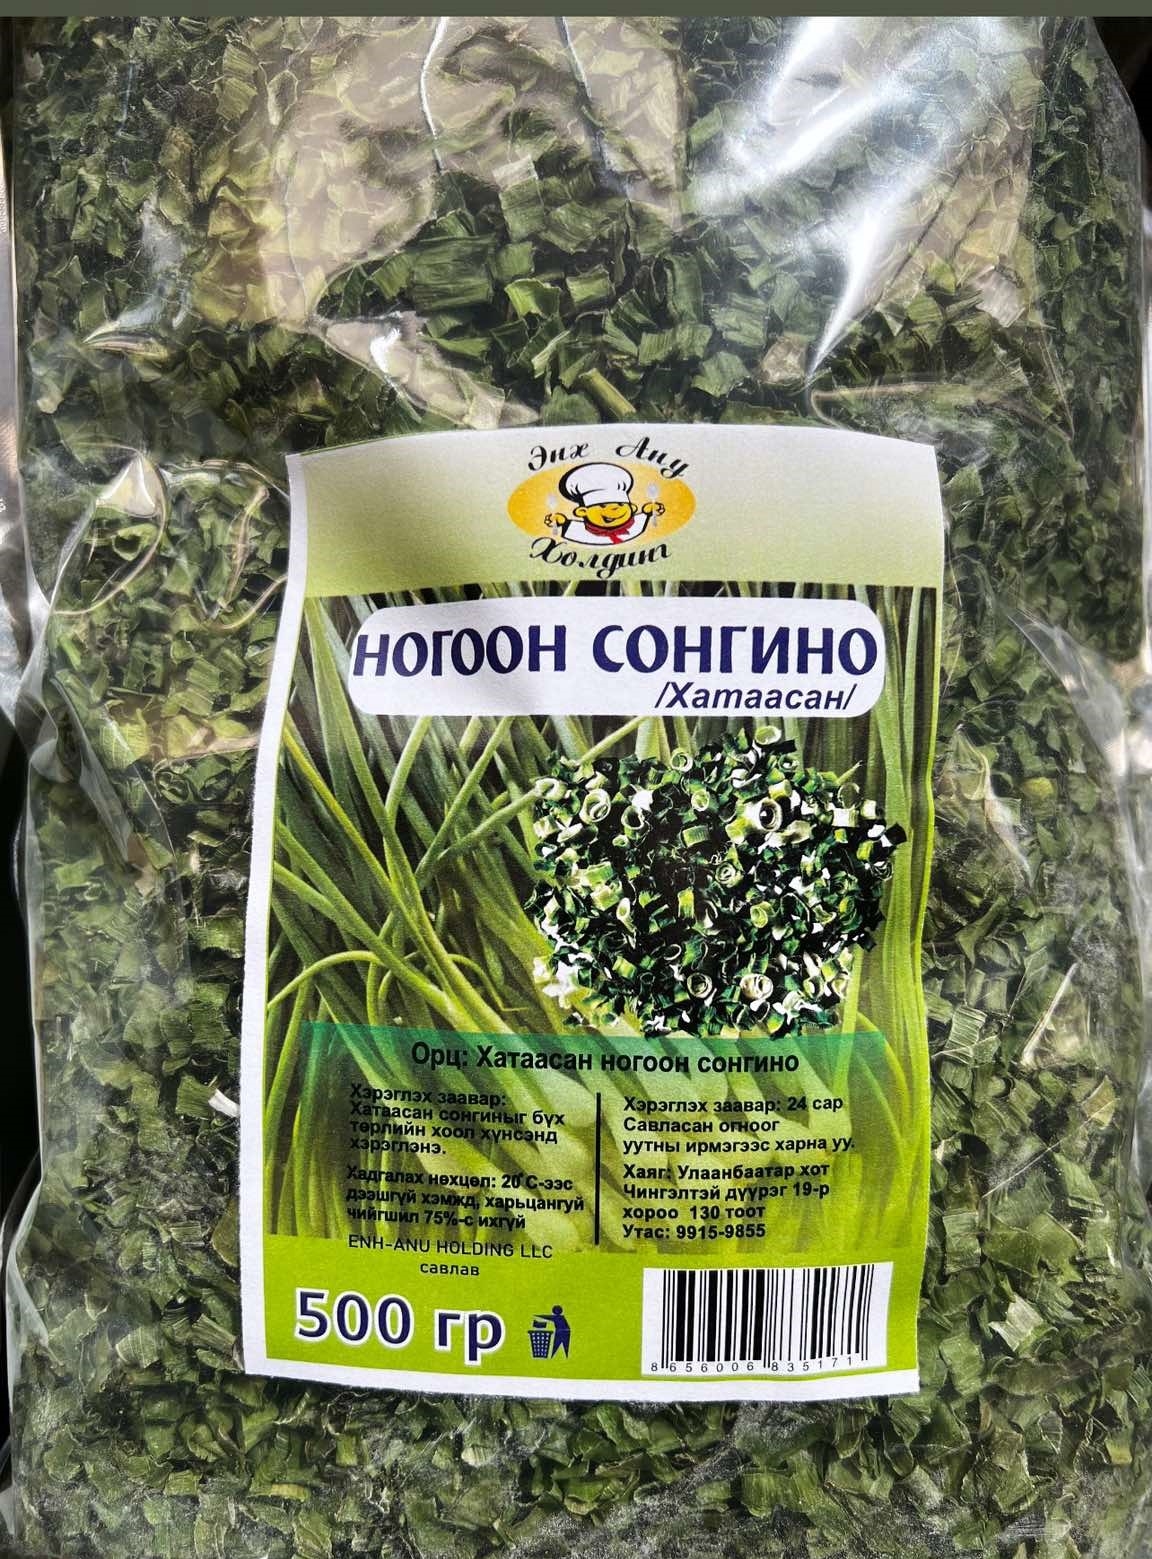 Энх Ану
Холдинг
НОГООН СОНГИНО
/Хатаасан/
Орц: Хатаасан ногоон сонгино
Хэрэглэх заавар:
Хатаасан сонгиныг бүх
төрлийн хоол хүнсэнд
хэрэглэнэ.
Хадгалах нөхцөл: 20°С-ээс
дээшгүй хэмжд, харьцангуй
чийгшил 75%-с ихгүй
ENH-ANU HOLDING LLC
савлав
Хэрэглэх заавар: 24 сар
Савласан огноог
уутны ирмэгээс харна уу.
Хаяг: Улаанбаатар хот
Чингэлтэй дүүрэг 19-р
хороо 130 тоот
Утас: 9915-9855
500 гр
8 656006 835171